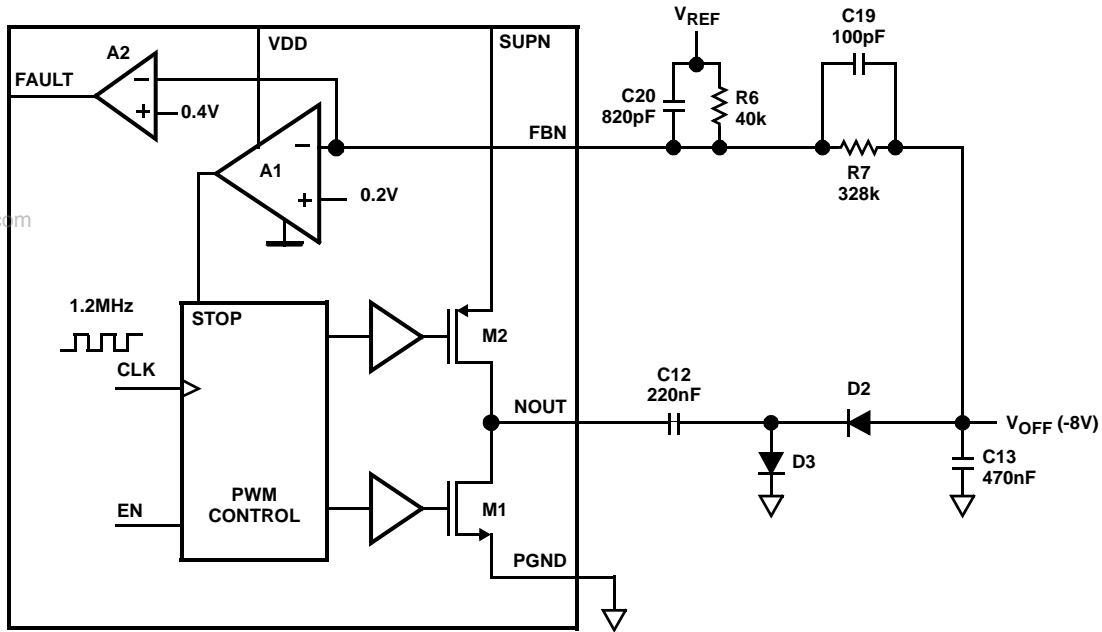 VREF
C19
100pF
A2
VDD
SUPN
FAULT
−
+
0.4V
C20
820pF
R6
40k
FBN
−
A1
R7
328k
+
0.2V
com
1.2MHz
STOP
M2
CLK
C12
220nF
D2
NOUT
VOFF (-8V)
D3
C13
470nF
EN
PWM
CONTROL
M1
PGND